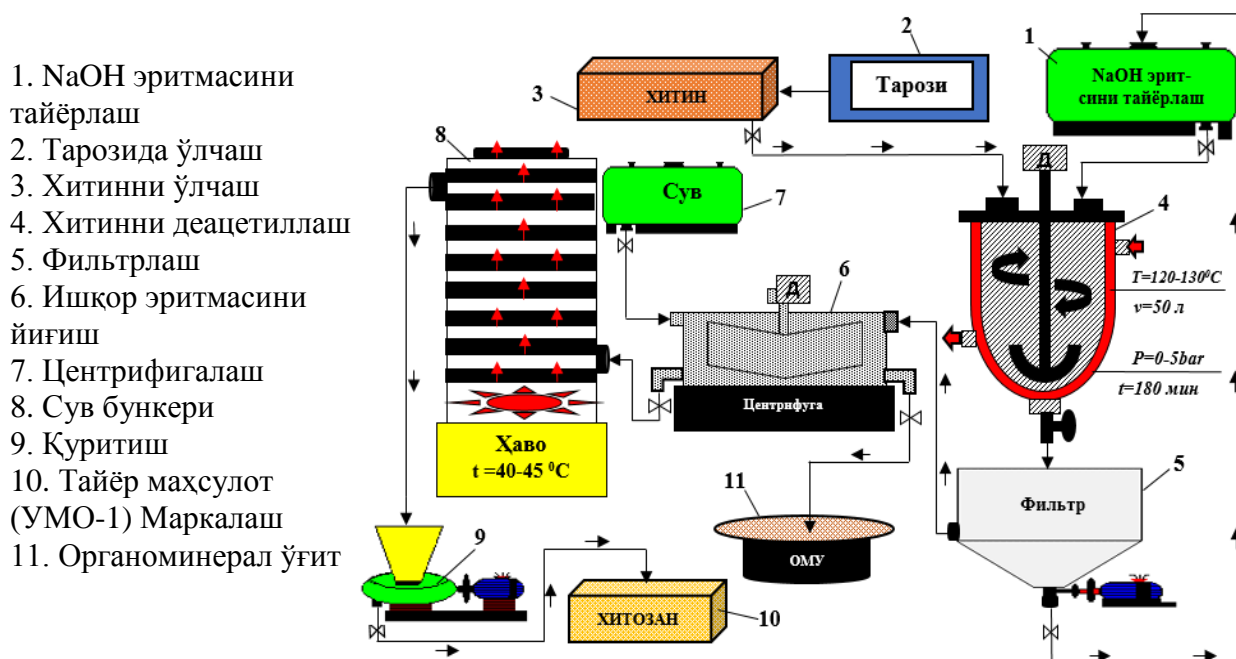 1. NaOH эритмасини
тайёрлаш
2. Тарозида ўлчаш
3. Хитинни ўлчаш
4. Хитинни деацетиллаш
5. Фильтрлаш
6. Ишқор эритмасини
йиғиш
7. Центрифигалаш
8. Сув бункери
9. Қуритиш
10. Тайёр маҳсулот
(УМО-1) Маркалаш
11. Органоминерал ўғит
1
NaOH эрит-
сини тайёрлаш
2
Тарози
3
ХИТИН
8
Сув
7
Д
4
T=120-130⁰C
v=50 л
P=0-5bar
t=180 мин
Д
6
Центрифуга
Ҳаво
t =40-45 ⁰C
5
Фильтр
11
ОМУ
9
ХИТОЗАН
10